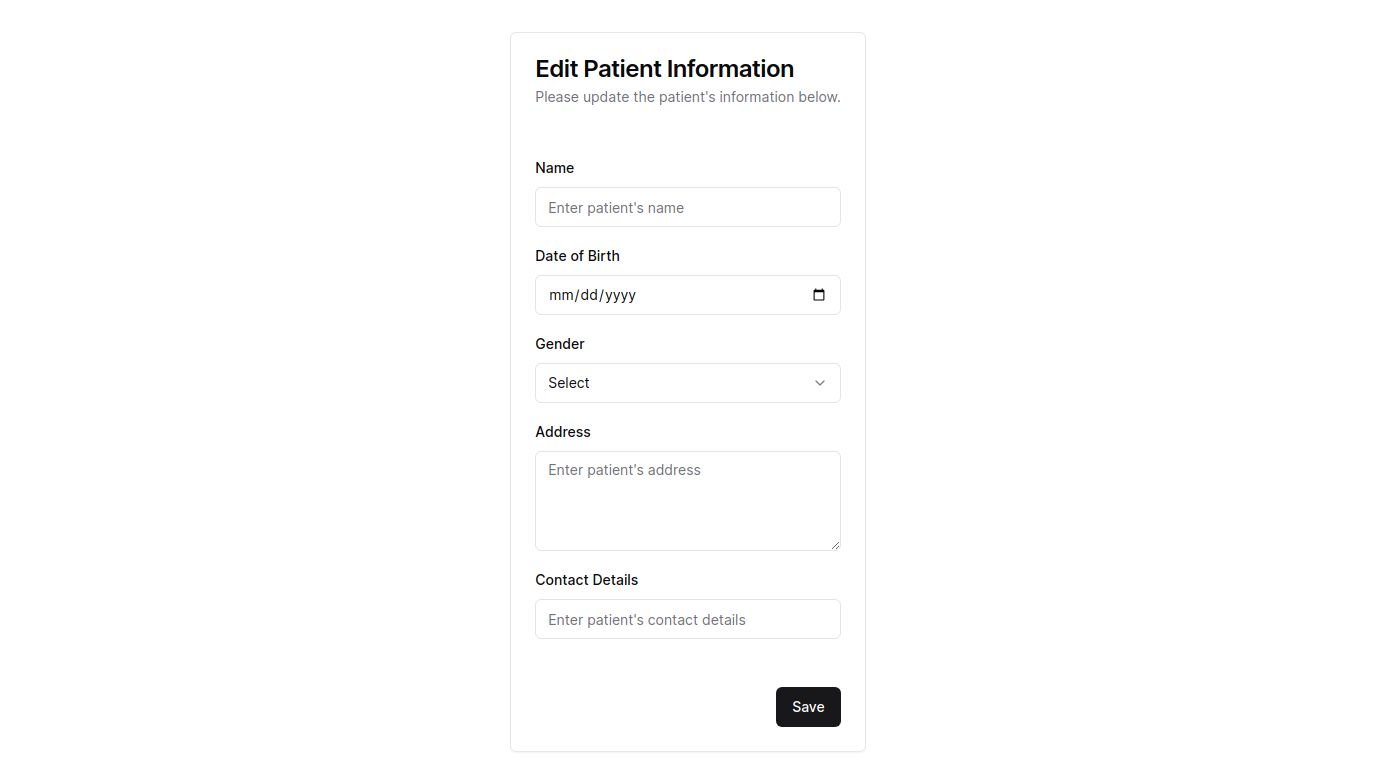 Edit Patient Information
Please update the patient's information below.
Name
Enter patient's name
Date of Birth
mm/dd/yyyy
Gender
Select
Address
Enter patient's address
Contact Details
Enter patient's contact details
Save